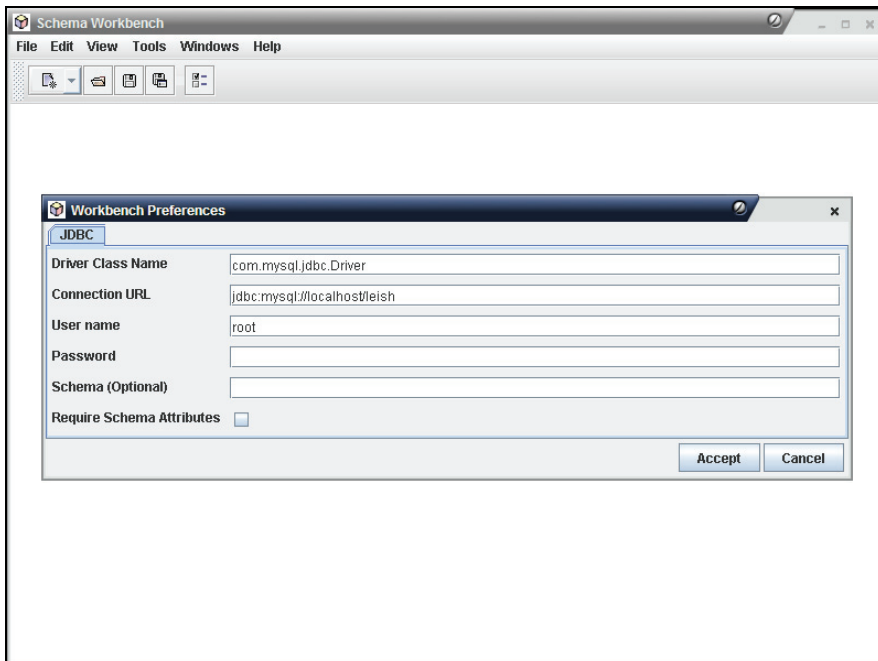 Schema Workbench
File Edit View Tools Windows Help
Workbench Preferences
JDBC
Driver Class Name com.mysql.jdbc.Driver
Connection URL jdbc:mysql://localhost/leish
User name root
Password
Schema (Optional)
Require Schema Attributes
Accept Cancel